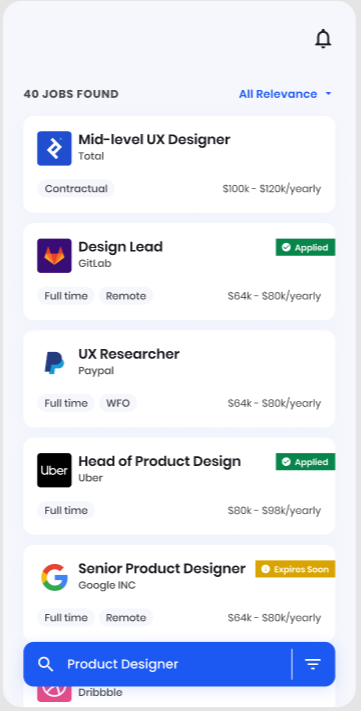 40 JOBS FOUND All Relevance
Mid-level UX Designer
Total
Contractual $100k - $120k/yearly
Design Lead Applied
GitLab
Full time Remote $64k - $80k/yearly
UX Researcher
Paypal
Full time WFO $64k - $80k/yearly
Uber Head of Product Design Applied
Uber
Full time $80k - $98k/yearly
Senior Product Designer Expires Soon
Google INC
Full time Remote $64k - $80k/yearly
Product Designer
Dribbble